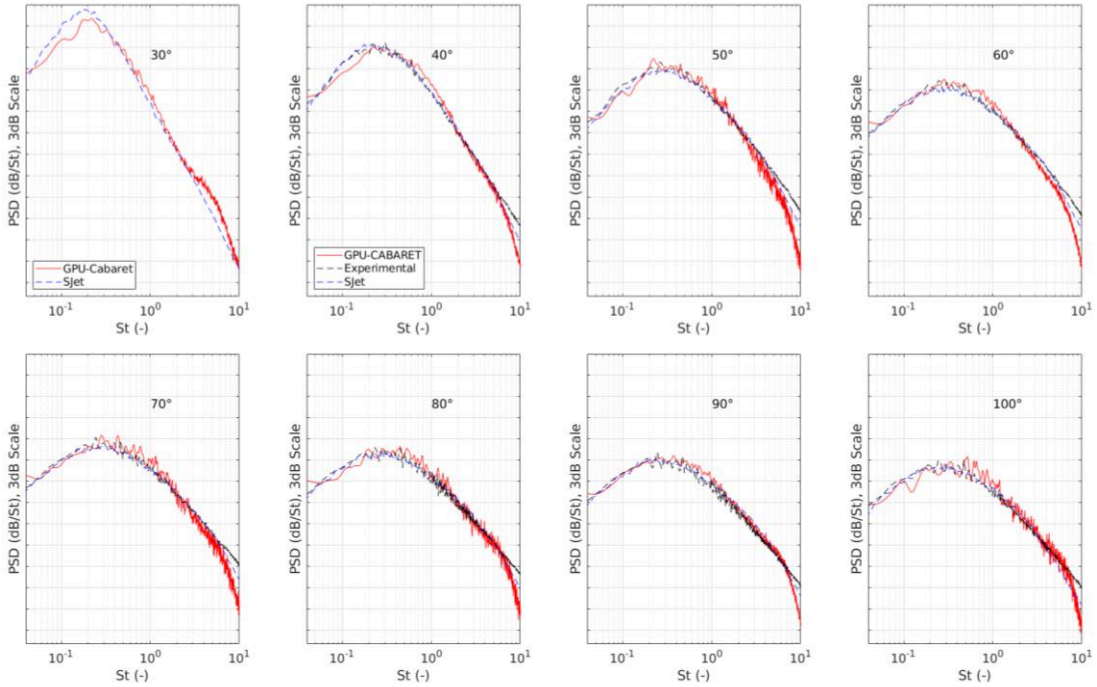 30°
PSD (dB/St), 3dB Scale
GPU-Cabaret
SJet
10⁻¹ 10⁰ 10¹
St (-)
40°
PSD (dB/St), 3dB Scale
GPU-CABARET
Experimental
SJet
10⁻¹ 10⁰ 10¹
St (-)
50°
PSD (dB/St), 3dB Scale
10⁻¹ 10⁰ 10¹
St (-)
60°
PSD (dB/St), 3dB Scale
10⁻¹ 10⁰ 10¹
St (-)
70°
PSD (dB/St), 3dB Scale
10⁻¹ 10⁰ 10¹
St (-)
80°
PSD (dB/St), 3dB Scale
10⁻¹ 10⁰ 10¹
St (-)
90°
PSD (dB/St), 3dB Scale
10⁻¹ 10⁰ 10¹
St (-)
100°
PSD (dB/St), 3dB Scale
10⁻¹ 10⁰ 10¹
St (-)